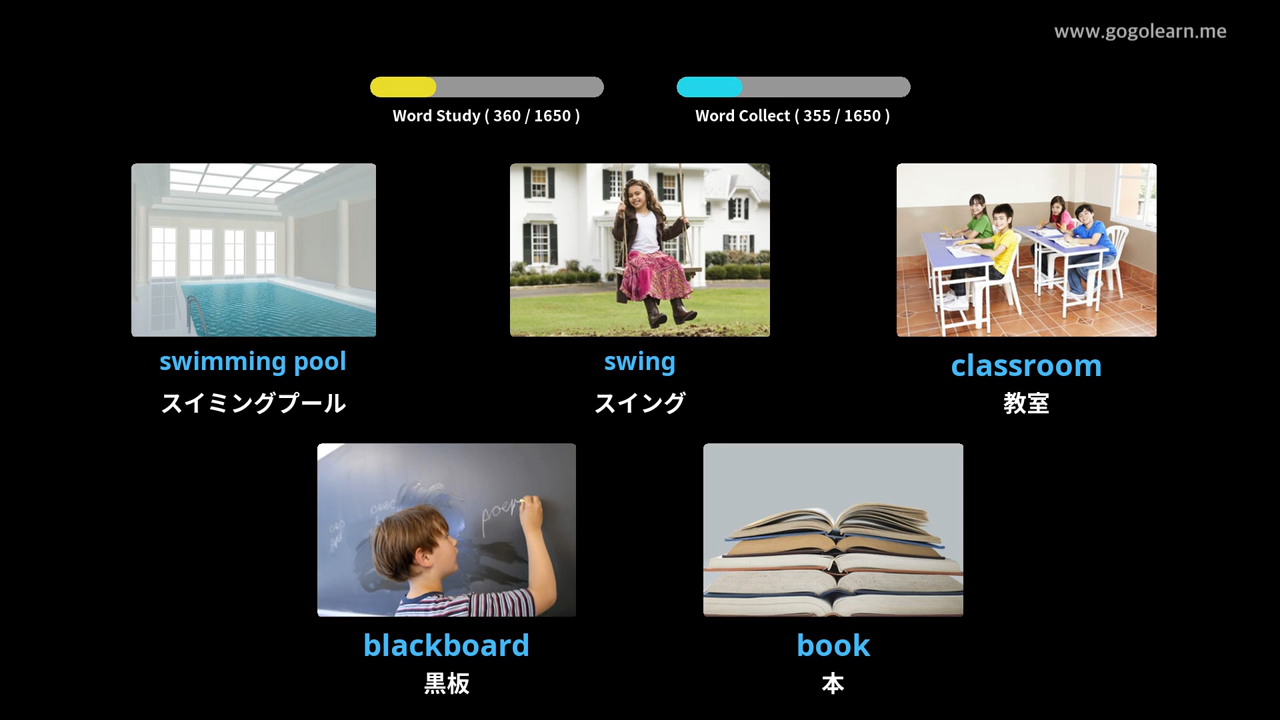 www.gogolearn.me
Word Study ( 360 / 1650 )
Word Collect ( 355 / 1650 )
swimming pool
スイミングプール
swing
スイング
classroom
教室
poem
blackboard
黒板
book
本